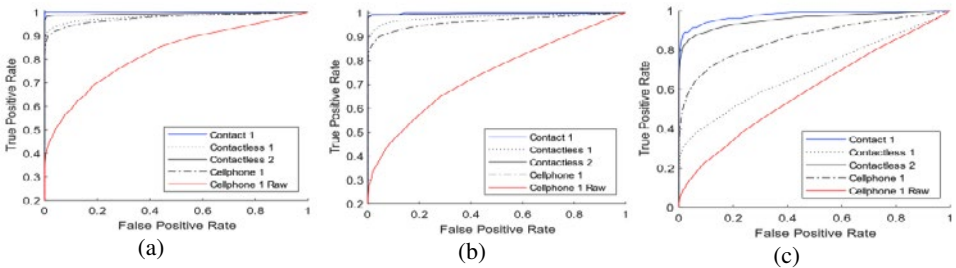 1
0.9
0.8
0.7
0.6
0.5
0.4
0.3
0.2
True Positive Rate
Contact 1
Contactless 1
Contactless 2
Cellphone 1
Cellphone 1 Raw
0 0.2 0.4 0.6 0.8 1
False Positive Rate
(a)
1
0.9
0.8
0.7
0.6
0.5
0.4
0.3
0.2
True Positive Rate
Contact 1
Contactless 1
Contactless 2
Cellphone 1
Cellphone 1 Raw
0 0.2 0.4 0.6 0.8 1
False Positive Rate
(b)
1
0.8
0.6
0.4
0.2
0
True Positive Rate
Contact 1
Contactless 1
Contactless 2
Cellphone 1
Cellphone 1 Raw
0 0.2 0.4 0.6 0.8 1
False Positive Rate
(c)